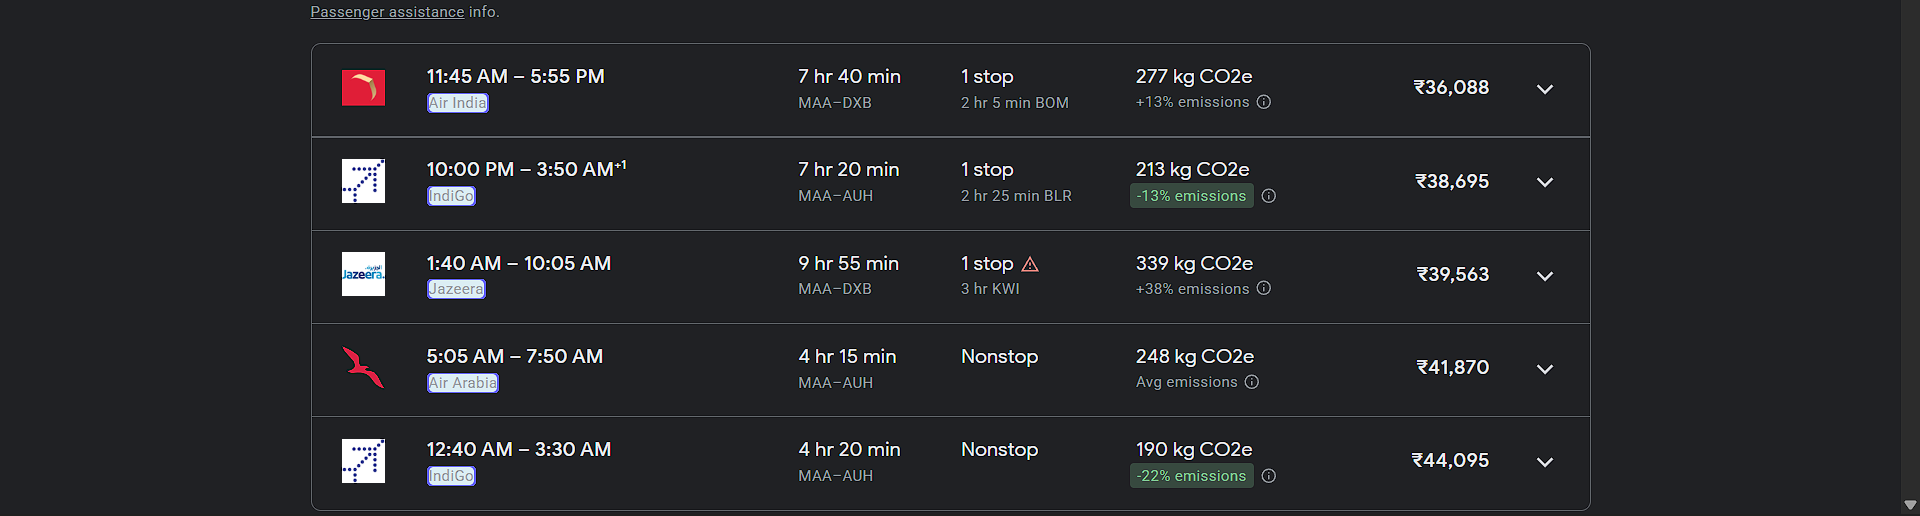 Passenger assistance info.
11:45 AM – 5:55 PM
Air India
7 hr 40 min
MAA–DXB
1 stop
2 hr 5 min BOM
277 kg CO2e
+13% emissions
₹36,088
10:00 PM – 3:50 AM+1
IndiGo
7 hr 20 min
MAA–AUH
1 stop
2 hr 25 min BLR
213 kg CO2e
-13% emissions
₹38,695
Jazeera.
1:40 AM – 10:05 AM
Jazeera
9 hr 55 min
MAA–DXB
1 stop
3 hr KWI
339 kg CO2e
+38% emissions
₹39,563
5:05 AM – 7:50 AM
Air Arabia
4 hr 15 min
MAA–AUH
Nonstop
248 kg CO2e
Avg emissions
₹41,870
12:40 AM – 3:30 AM
IndiGo
4 hr 20 min
MAA–AUH
Nonstop
190 kg CO2e
-22% emissions
₹44,095